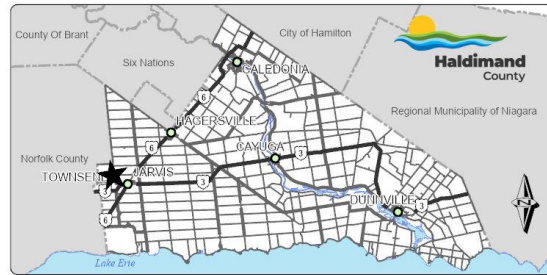 County Of Brant
City of Hamilton
Haldimand
County
Six Nations
CALEDONIA
6
Regional Municipality of Niagara
HAGERSVILLE
6
CAYUGA
3
Norfolk County
TOWNSEND
JARVIS
3
3
DUNNVILLE
3
6
Lake Erie
N